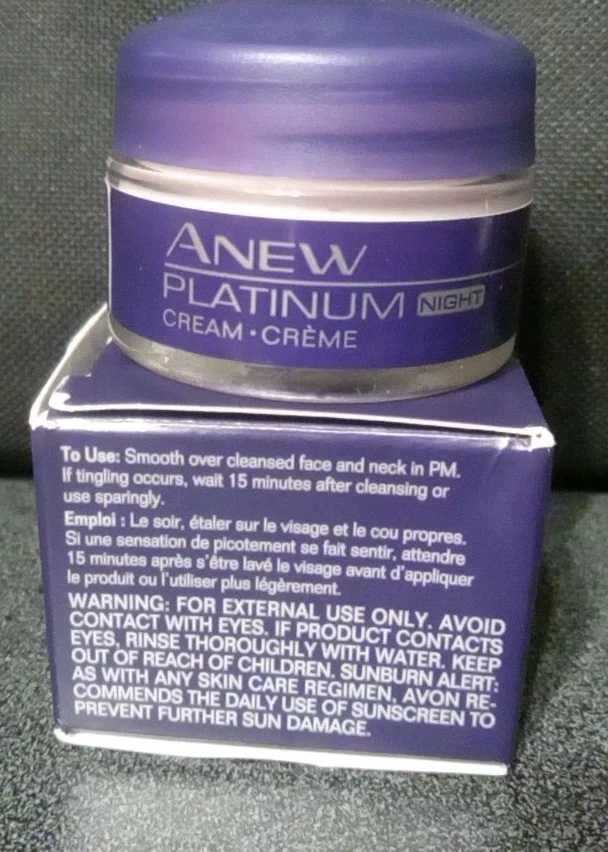 ANEW
PLATINUM NIGHT
CREAM • CRÈME
To Use: Smooth over cleansed face and neck in PM.
If tingling occurs, wait 15 minutes after cleansing or
use sparingly.
Emploi : Le soir, étaler sur le visage et le cou propres.
Si une sensation de picotement se fait sentir, attendre
15 minutes après s'être lavé le visage avant d'appliquer
le produit ou l'utiliser plus légèrement.
WARNING: FOR EXTERNAL USE ONLY. AVOID
CONTACT WITH EYES. IF PRODUCT CONTACTS
EYES, RINSE THOROUGHLY WITH WATER. KEEP
OUT OF REACH OF CHILDREN. SUNBURN ALERT:
AS WITH ANY SKIN CARE REGIMEN, AVON RE-
COMMENDS THE DAILY USE OF SUNSCREEN TO
PREVENT FURTHER SUN DAMAGE.